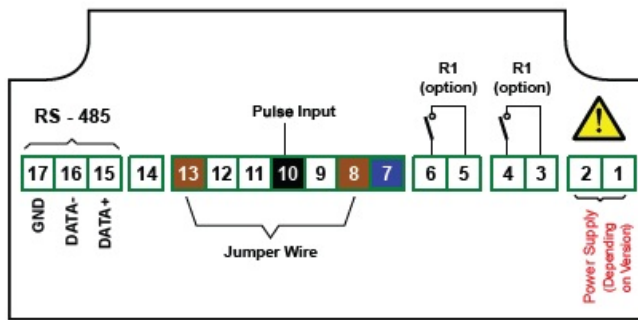 R1
(option)
R1
(option)
RS - 485
Pulse Input
17 16 15 14 13 12 11 10 9 8 7 6 5 4 3 2 1
GND
DATA-
DATA+
Jumper Wire
Power Supply
(Depending
on Version)